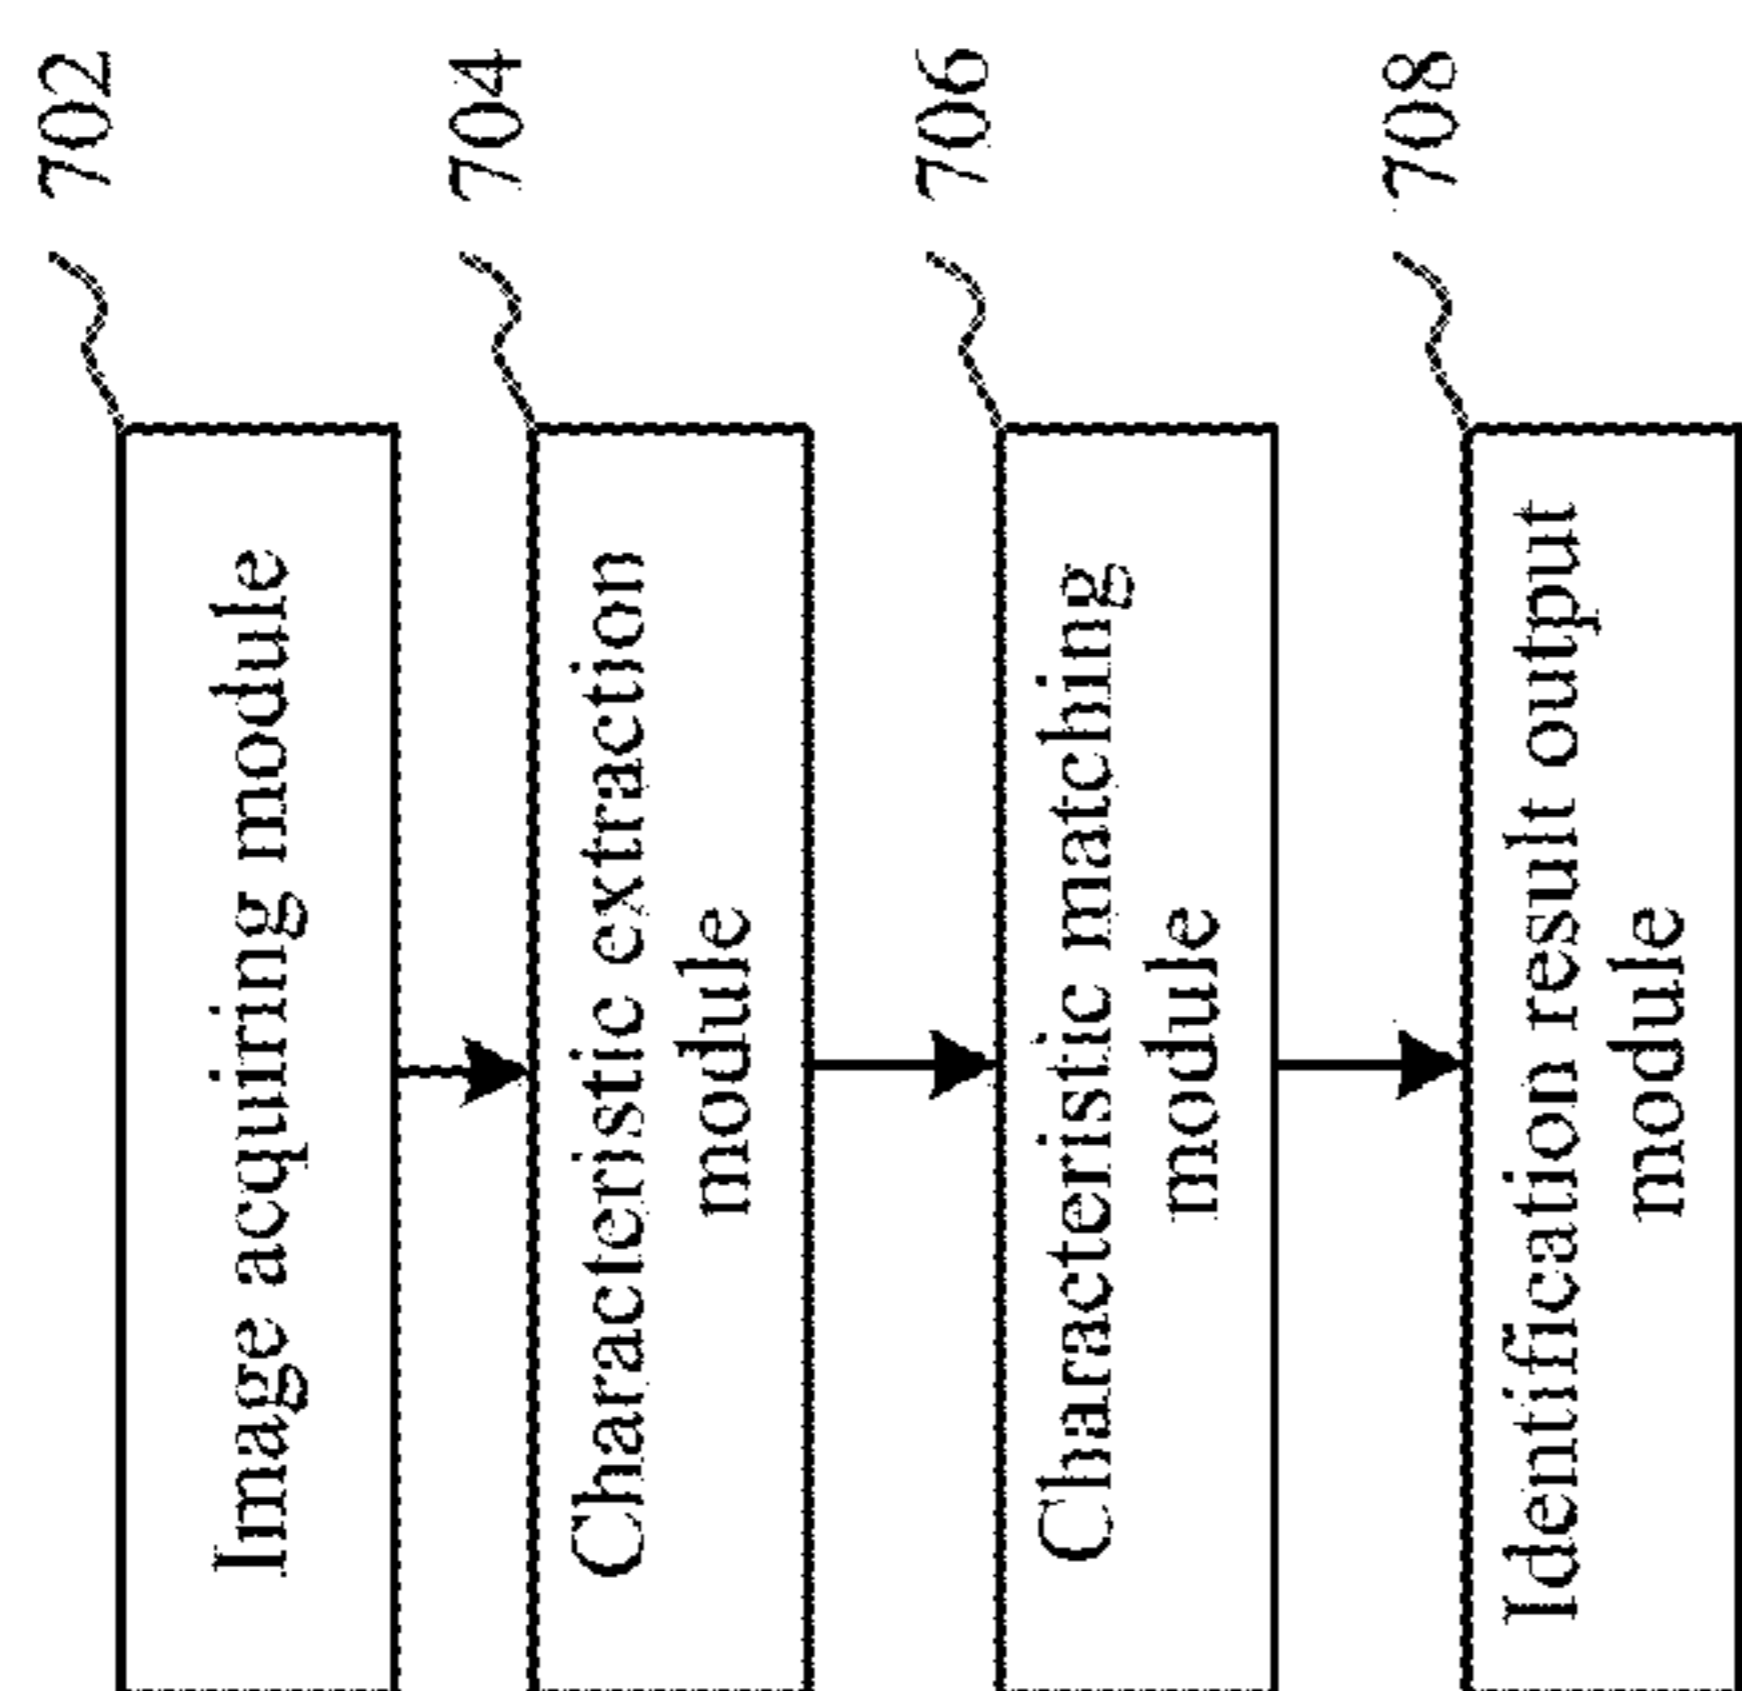 Image acquiring module
702
Characteristic extraction
module
704
Characteristic matching
module
706
Identification result output
module
708